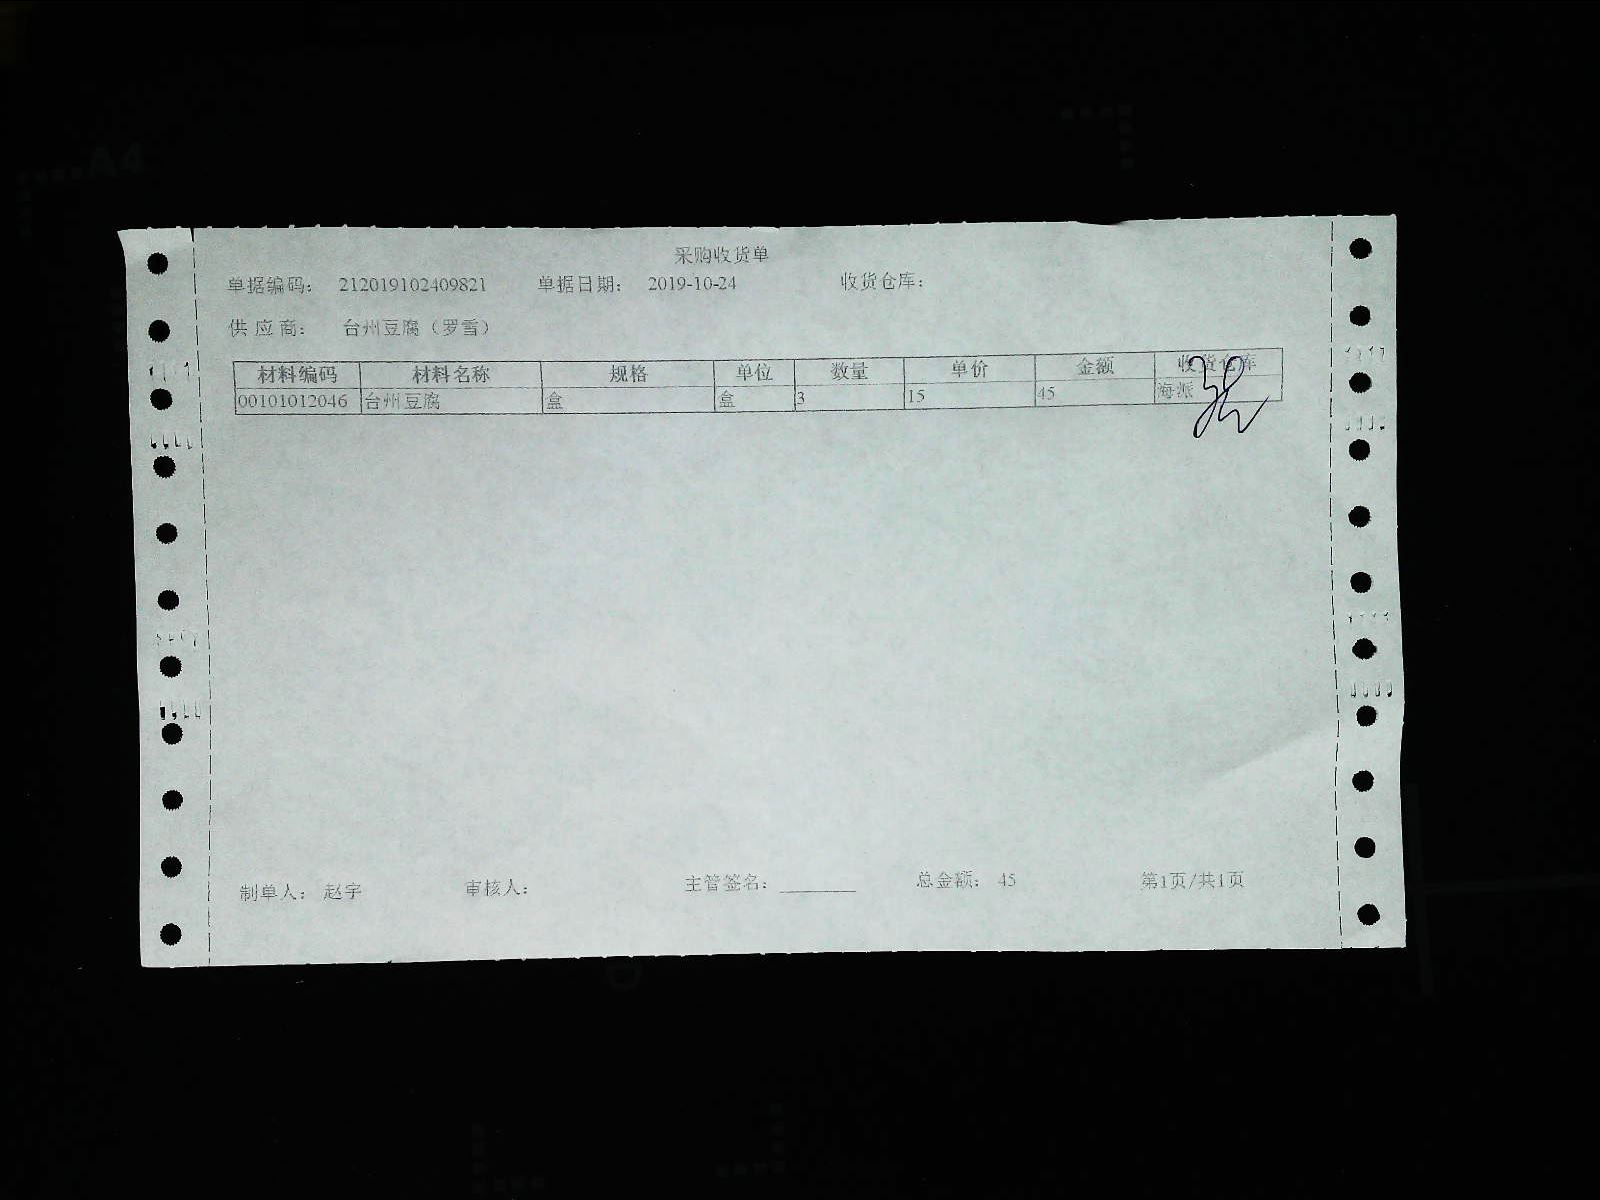 采购收货单
单据编码： 212019102409821 单据日期： 2019-10-24 收货仓库：
供应商： 台州豆腐（罗雪）
材料编码 材料名称 规格 单位 数量 单价 金额 收货仓库
00101012046 台州豆腐 盒 盒 3 15 45 海派
制单人： 赵宇 审核人： 主管签名： ________ 总金额： 45 第1页/共1页